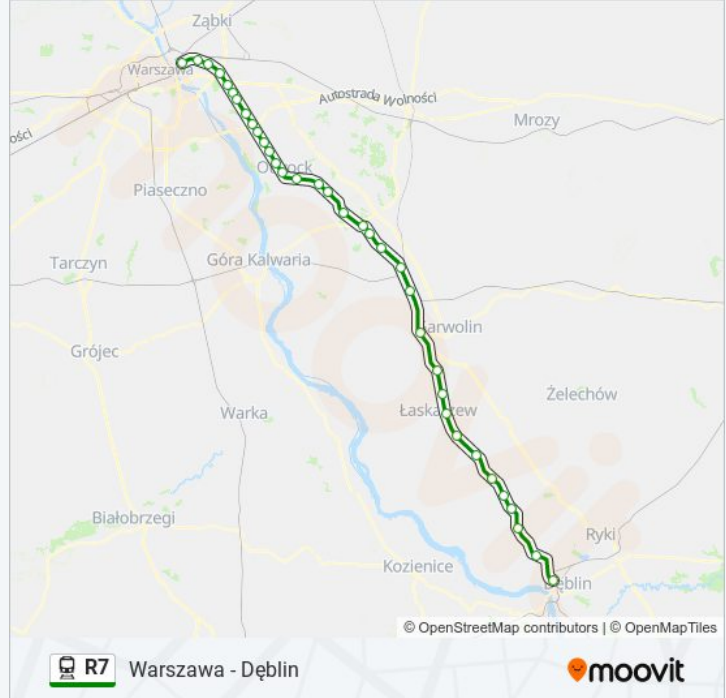 Ząbki
Warszawa
Autostrada Wolności
Mrozy
ości
Piaseczno
Tarczyn
Góra Kalwaria
Grójec
Żelechów
Warka
Białobrzegi
Ryki
Kozienice
Dęblin
© OpenStreetMap contributors | © OpenMapTiles
R7 Warszawa - Dęblin
moovit